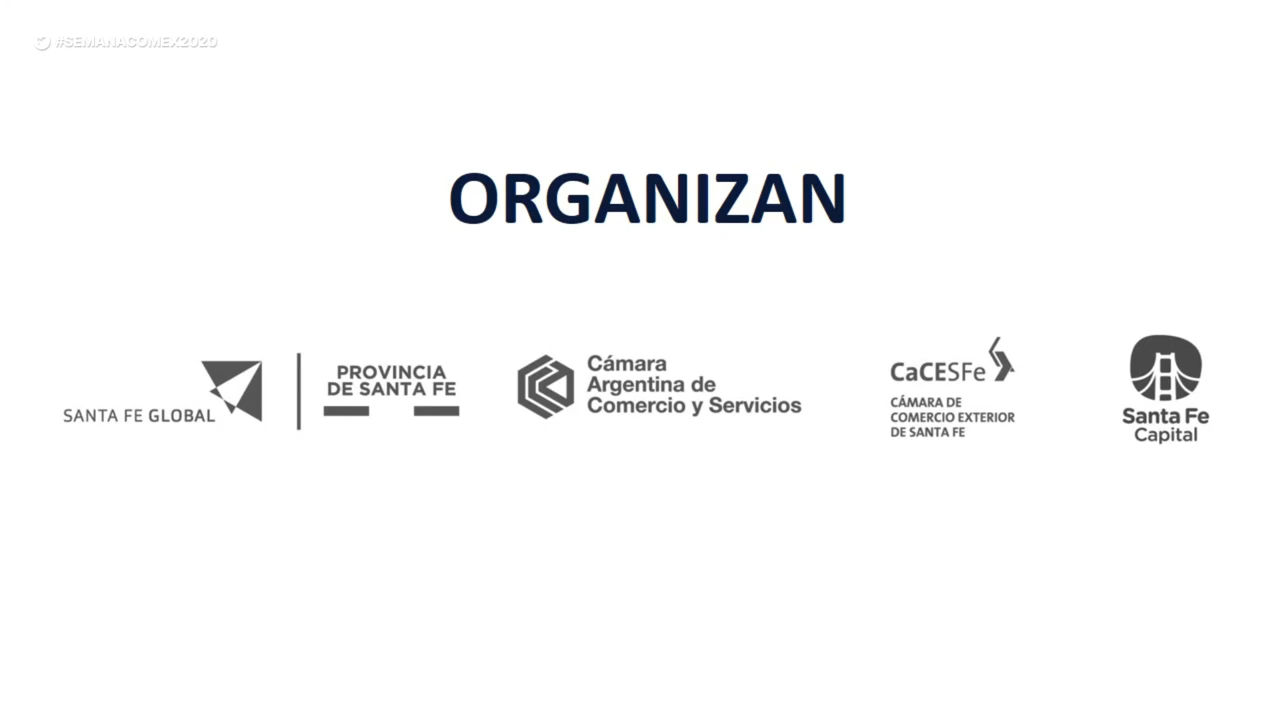 #SEMANACOMEX2020
ORGANIZAN
SANTA FE GLOBAL
PROVINCIA
DE SANTA FE
Cámara
Argentina de
Comercio y Servicios
CaCESFe
CÁMARA DE
COMERCIO EXTERIOR
DE SANTA FE
Santa Fe
Capital